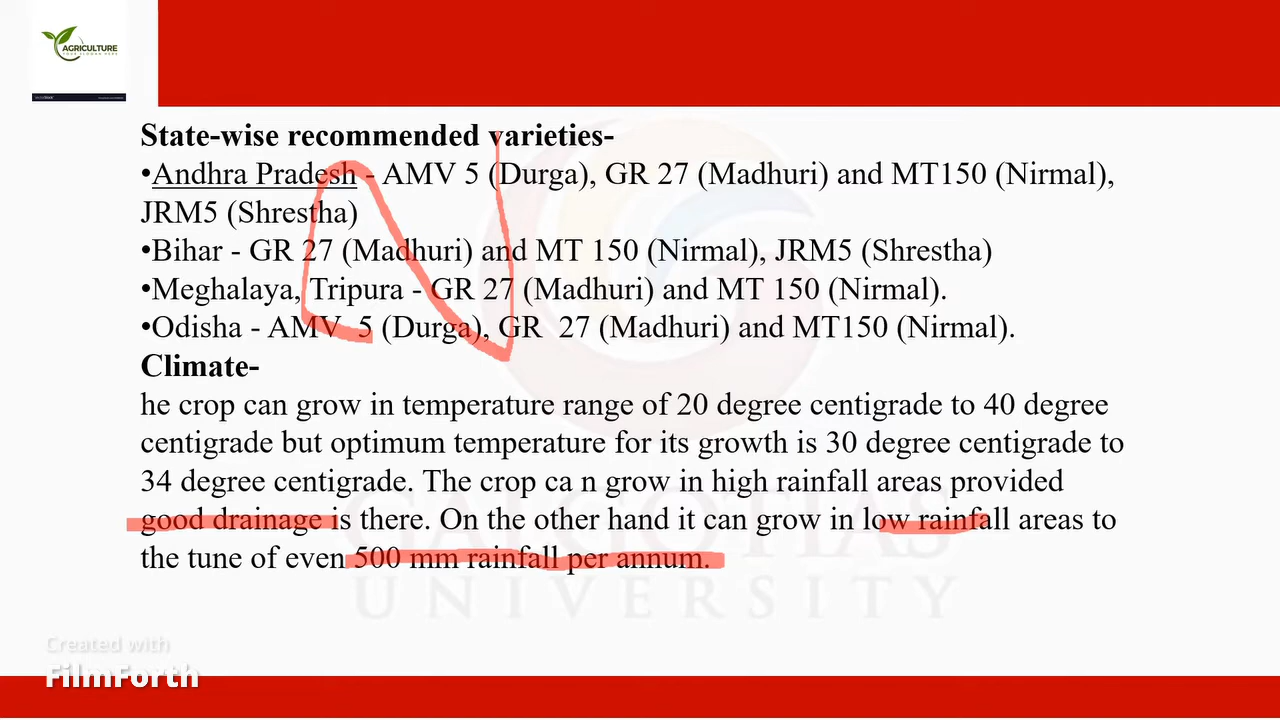 AGRICULTURE
YOUR SLOGAN HERE
State-wise recommended varieties-
•Andhra Pradesh - AMV 5 (Durga), GR 27 (Madhuri) and MT150 (Nirmal),
JRM5 (Shrestha)
•Bihar - GR 27 (Madhuri) and MT 150 (Nirmal), JRM5 (Shrestha)
•Meghalaya, Tripura - GR 27 (Madhuri) and MT 150 (Nirmal).
•Odisha - AMV  5 (Durga), GR  27 (Madhuri) and MT150 (Nirmal).
Climate-
he crop can grow in temperature range of 20 degree centigrade to 40 degree
centigrade but optimum temperature for its growth is 30 degree centigrade to
34 degree centigrade. The crop ca n grow in high rainfall areas provided
good drainage is there. On the other hand it can grow in low rainfall areas to
the tune of even 500 mm rainfall per annum.
GALGOTIAS
UNIVERSITY
Created with
FilmForth